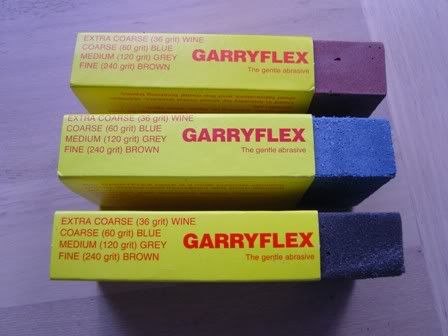 EXTRA COARSE (36 grit) WINE
COARSE (60 grit) BLUE
MEDIUM (120 grit) GREY
FINE (240 grit) BROWN
GARRYFLEX
The gentle abrasive
EXTRA COARSE (36 grit) WINE
COARSE (60 grit) BLUE
MEDIUM (120 grit) GREY
FINE (240 grit) BROWN
GARRYFLEX
The gentle abrasive
EXTRA COARSE (36 grit) WINE
COARSE (60 grit) BLUE
MEDIUM (120 grit) GREY
FINE (240 grit) BROWN
GARRYFLEX
The gentle abrasive